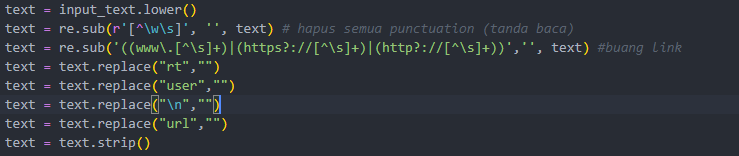 text = input_text.lower()
text = re.sub(r'[^\w\s]', '', text) # hapus semua punctuation (tanda baca)
text = re.sub('((www\.[^\s]+)|(https?://[^\s]+)|(http?://[^\s]+))','', text) #buang link
text = text.replace("rt","")
text = text.replace("user","")
text = text.replace("\n","")
text = text.replace("url","")
text = text.strip()